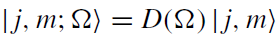 |j, m; Ω⟩ = D(Ω) |j, m⟩